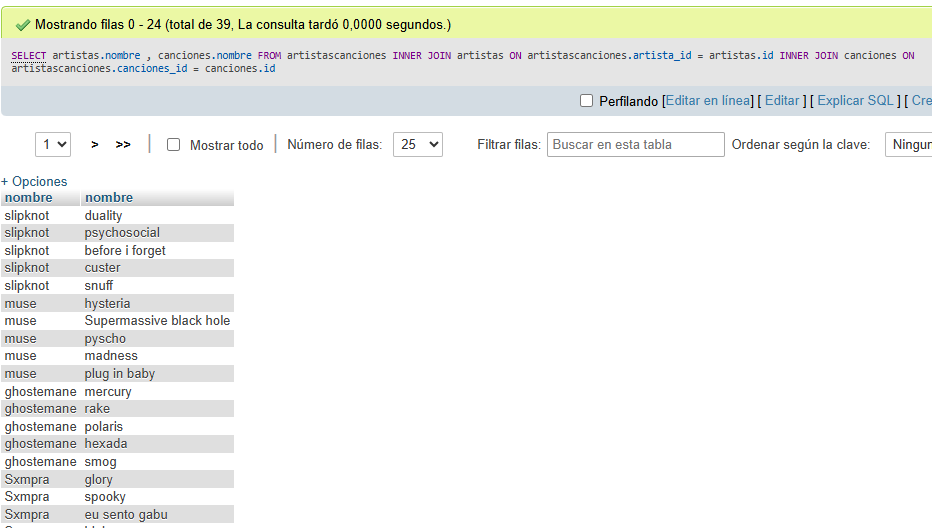 Mostrando filas 0 - 24 (total de 39, La consulta tardó 0,0000 segundos.)
SELECT artistas.nombre , canciones.nombre FROM artistascanciones INNER JOIN artistas ON artistascanciones.artista_id = artistas.id INNER JOIN canciones ON
artistascanciones.canciones_id = canciones.id
Perfilando [Editar en línea] [ Editar ] [ Explicar SQL ] [ Cre
1 > >> | Mostrar todo | Número de filas: 25 Filtrar filas: Buscar en esta tabla Ordenar según la clave: Ningun
+ Opciones
nombre nombre
slipknot duality
slipknot psychosocial
slipknot before i forget
slipknot custer
slipknot snuff
muse hysteria
muse Supermassive black hole
muse pyscho
muse madness
muse plug in baby
ghostemane mercury
ghostemane rake
ghostemane polaris
ghostemane hexada
ghostemane smog
Sxmpra glory
Sxmpra spooky
Sxmpra eu sento gabu